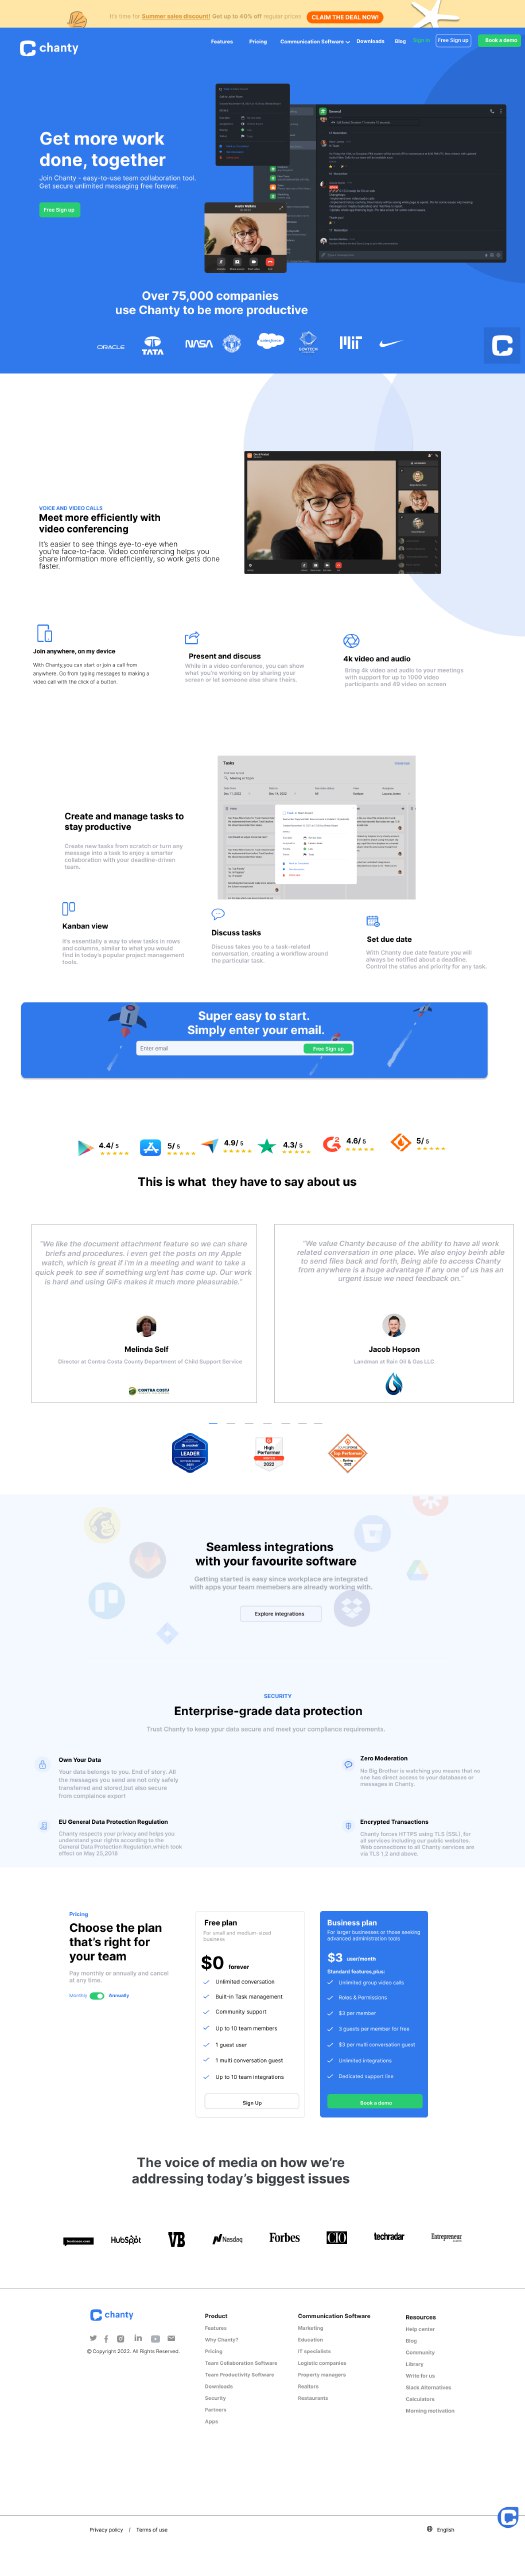 It's time for Summer sales discount! Get up to 40% off regular prices
CLAIM THE DEAL NOW!
chanty
Features
Pricing
Communication Software
Downloads
Blog
Sign in
Free Sign up
Book a demo
Get more work
done, together
Join Chanty – easy-to-use team collaboration tool.
Get secure unlimited messaging free forever.
Free Sign up
General
Over 75,000 companies
use Chanty to be more productive
ORACLE
TATA
NASA
salesforce
GOVTECH
MIT
VOICE AND VIDEO CALLS
Meet more efficiently with
video conferencing
It's easier to see things eye-to-eye when
you're face-to-face. Video conferencing helps you
share information more efficiently, so work gets done
faster.
Join anywhere, on my device
With Chanty,you can start or join a call from
anywhere. Go from typing messages to making a
video call with the click of a button.
Present and discuss
While in a video conference, you can show
what you're working on by sharing your
screen or let someone else share theirs.
4k video and audio
Bring 4k video and audio to your meetings
with support for up to 1000 video
participants and 49 video on screen
Tasks
Create and manage tasks to
stay productive
Create new tasks from scratch or turn any
message into a task to enjoy a smarter
collaboration with your deadline-driven
team.
Kanban view
It's essentially a way to view tasks in rows
and columns, similar to what you would
find in today's popular project management
tools.
Discuss tasks
Discuss takes you to a task-related
conversation, creating a workflow around
the particular task.
Set due date
With Chanty due date feature you will
always be notified about a deadline.
Control the status and priority for any task.
Super easy to start.
Simply enter your email.
Enter email
Free Sign up
4.4/ 5
5/ 5
4.9/ 5
4.3/ 5
4.6/ 5
5/ 5
This is what they have to say about us
"We like the document attachment feature so we can share
briefs and procedures. I even get the posts on my Apple
watch, which is great if I'm in a meeting and want to take a
quick peek to see if something urgent has come up. Our work
is hard and using GIFs makes it much more pleasurable."
Melinda Self
Director at Contra Costa County Department of Child Support Service
CONTRA COSTA
"We value Chanty because of the ability to have all work
related conversation in one place. We also enjoy beinh able
to send files back and forth, Being able to access Chanty
from anywhere is a huge advantage if any one of us has an
urgent issue we need feedback on."
Jacob Hopson
Landman at Rain Oil & Gas LLC
LEADER
2021
High
Performer
2022
Top Performer
Spring
2022
Seamless integrations
with your favourite software
Getting started is easy since workplace are integrated
with apps your team memebers are already working with.
Explore integrations
SECURITY
Enterprise-grade data protection
Trust Chanty to keep ypur data secure and meet your compliance requirements.
Own Your Data
Your data belongs to you. End of story. All
the messages you send are not only safely
transferred and stored,but also secure
from complaince export
Zero Moderation
No Big Brother is watching you means that no
one has direct access to your databases or
messages in Chanty.
EU General Data Protection Regulation
Chanty respects your privacy and helps you
understand your rights according to the
General Data Protection Regulation,which took
effect on May 25,2018
Encrypted Transactions
Chanty forces HTTPS using TLS (SSL), for
all services including our public websites.
Web connections to all Chanty services are
via TLS 1.2 and above.
Pricing
Choose the plan
that's right for
your team
Pay monthly or annually and cancel
at any time.
Monthly
Annually
Free plan
For small and medium-sized
business
$0 forever
Unlimited conversation
Built-in Task management
Community support
Up to 10 team members
1 guest user
1 multi conversation guest
Up to 10 team integrations
Sign Up
Business plan
For larger businesses or those seeking
advanced administration tools
$3 user/month
Standard features,plus:
Unlimited group video calls
Roles & Permissions
$3 per member
3 guests per member for free
$3 per multi conversation guest
Unlimited integrations
Dedicated support line
Book a demo
The voice of media on how we're
addressing today's biggest issues
HubSpot
VB
Nasdaq
Forbes
CIO
techradar
Entrepreneur
chanty
© Copyright 2022. All Rights Reserved.
Product
Features
Why Chanty?
Pricing
Team Collaboration Software
Team Productivity Software
Downloads
Security
Partners
Apps
Communication Software
Marketing
Education
IT specialists
Logistic companies
Property managers
Realtors
Restaurants
Resources
Help center
Blog
Community
Library
Write for us
Slack Alternatives
Calculators
Morning motivation
Privacy policy / Terms of use
English